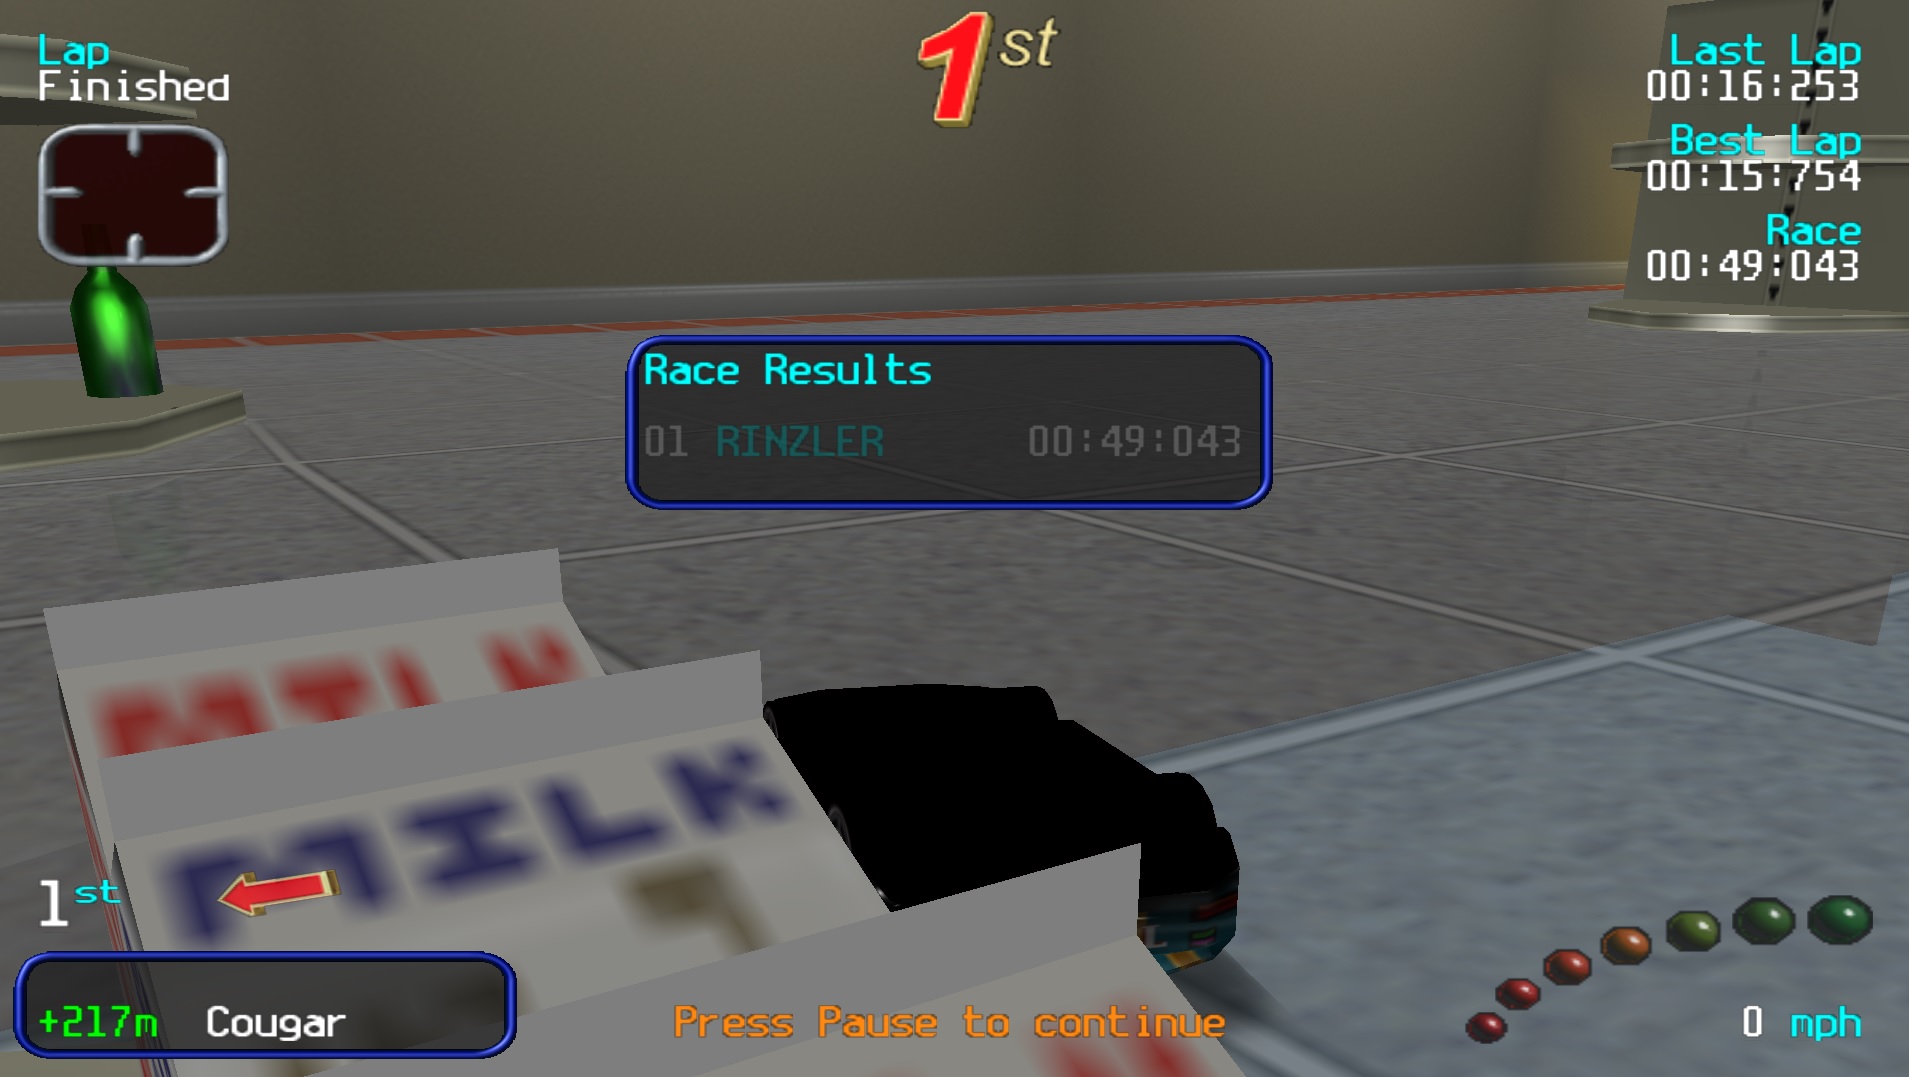 Lap
Finished
1st
Last Lap
00:16:253
Best Lap
00:15:754
Race
00:49:043
Race Results
01 RINZLER 00:49:043
MILK
MILK
1st
+217m Cougar
Press Pause to continue
0 mph